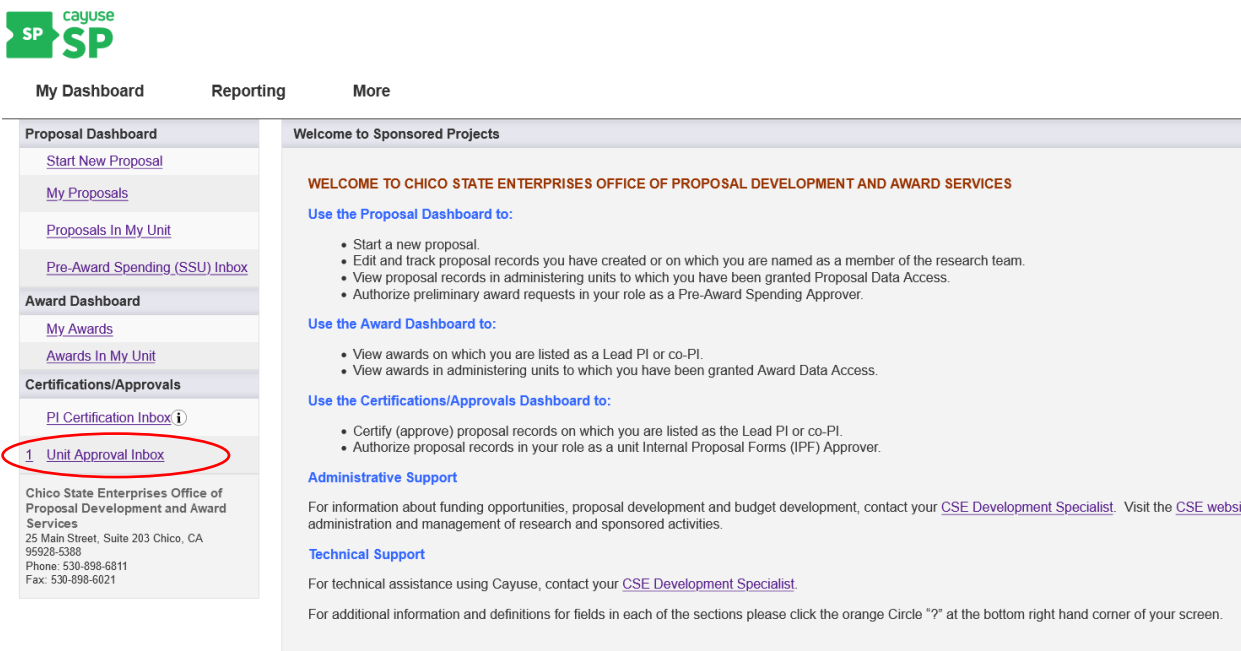 SP
cayuse
SP
My Dashboard Reporting More
Proposal Dashboard
Start New Proposal
My Proposals
Proposals In My Unit
Pre-Award Spending (SSU) Inbox
Award Dashboard
My Awards
Awards In My Unit
Certifications/Approvals
PI Certification Inbox i
1 Unit Approval Inbox
Chico State Enterprises Office of
Proposal Development and Award
Services
25 Main Street, Suite 203 Chico, CA
95928-5388
Phone: 530-898-6811
Fax: 530-898-6021
Welcome to Sponsored Projects
WELCOME TO CHICO STATE ENTERPRISES OFFICE OF PROPOSAL DEVELOPMENT AND AWARD SERVICES
Use the Proposal Dashboard to:
• Start a new proposal.
• Edit and track proposal records you have created or on which you are named as a member of the research team.
• View proposal records in administering units to which you have been granted Proposal Data Access.
• Authorize preliminary award requests in your role as a Pre-Award Spending Approver.
Use the Award Dashboard to:
• View awards on which you are listed as a Lead PI or co-PI.
• View awards in administering units to which you have been granted Award Data Access.
Use the Certifications/Approvals Dashboard to:
• Certify (approve) proposal records on which you are listed as the Lead PI or co-PI.
• Authorize proposal records in your role as a unit Internal Proposal Forms (IPF) Approver.
Administrative Support
For information about funding opportunities, proposal development and budget development, contact your CSE Development Specialist. Visit the CSE websi
administration and management of research and sponsored activities.
Technical Support
For technical assistance using Cayuse, contact your CSE Development Specialist.
For additional information and definitions for fields in each of the sections please click the orange Circle "?" at the bottom right hand corner of your screen.